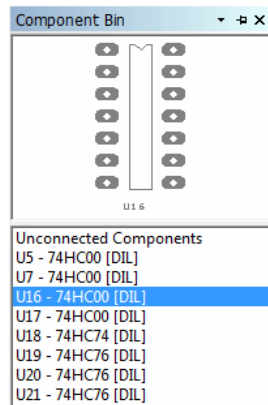 Component Bin
U16
Unconnected Components
U5 - 74HC00 [DIL]
U7 - 74HC00 [DIL]
U16 - 74HC00 [DIL]
U17 - 74HC00 [DIL]
U18 - 74HC74 [DIL]
U19 - 74HC76 [DIL]
U20 - 74HC76 [DIL]
U21 - 74HC76 [DIL]